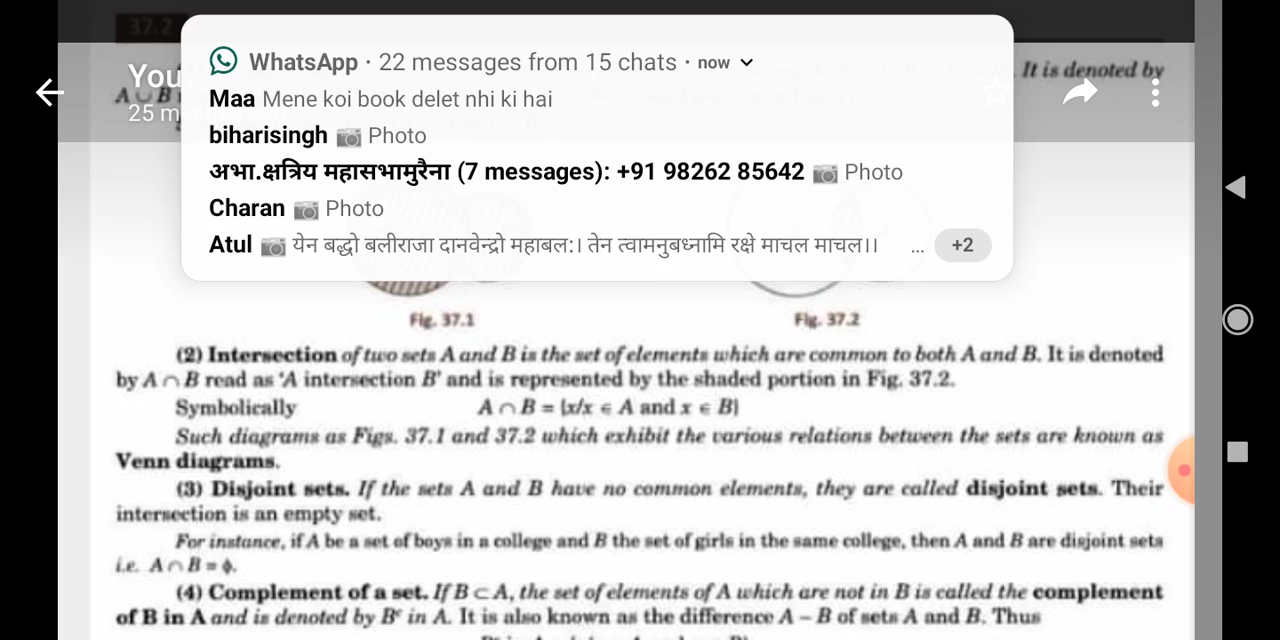 37.2
It is denoted by
You
A ∪ B
WhatsApp · 22 messages from 15 chats · now
Maa Mene koi book delet nhi ki hai
biharisingh Photo
अभा.क्षत्रिय महासभामुरैना (7 messages): +91 98262 85642 Photo
Charan Photo
Atul येन बद्धो बलीराजा दानवेन्द्रो महाबल:। तेन त्वामनुबध्नामि रक्षे माचल माचल।। ... +2
Fig. 37.1 Fig. 37.2
(2) Intersection of two sets A and B is the set of elements which are common to both A and B. It is denoted
by A ∩ B read as 'A intersection B' and is represented by the shaded portion in Fig. 37.2.
Symbolically A ∩ B = {x/x ∈ A and x ∈ B}
Such diagrams as Figs. 37.1 and 37.2 which exhibit the various relations between the sets are known as
Venn diagrams.
(3) Disjoint sets. If the sets A and B have no common elements, they are called disjoint sets. Their
intersection is an empty set.
For instance, if A be a set of boys in a college and B the set of girls in the same college, then A and B are disjoint sets
i.e. A ∩ B = ϕ.
(4) Complement of a set. If B ⊂ A, the set of elements of A which are not in B is called the complement
of B in A and is denoted by Bᶜ in A. It is also known as the difference A – B of sets A and B. Thus